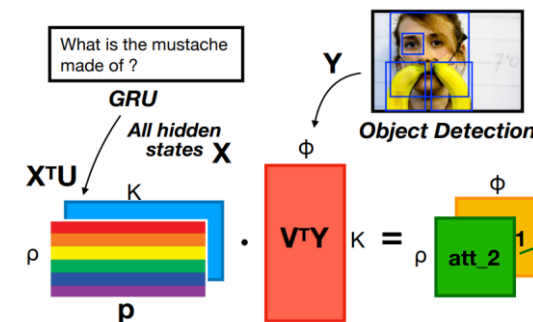 What is the mustache
made of ?
GRU
All hidden
states X
Y
Object Detection
XᵀU
K
ρ
p
·
Φ
VᵀY
K
=
Φ
1
ρ
att_2